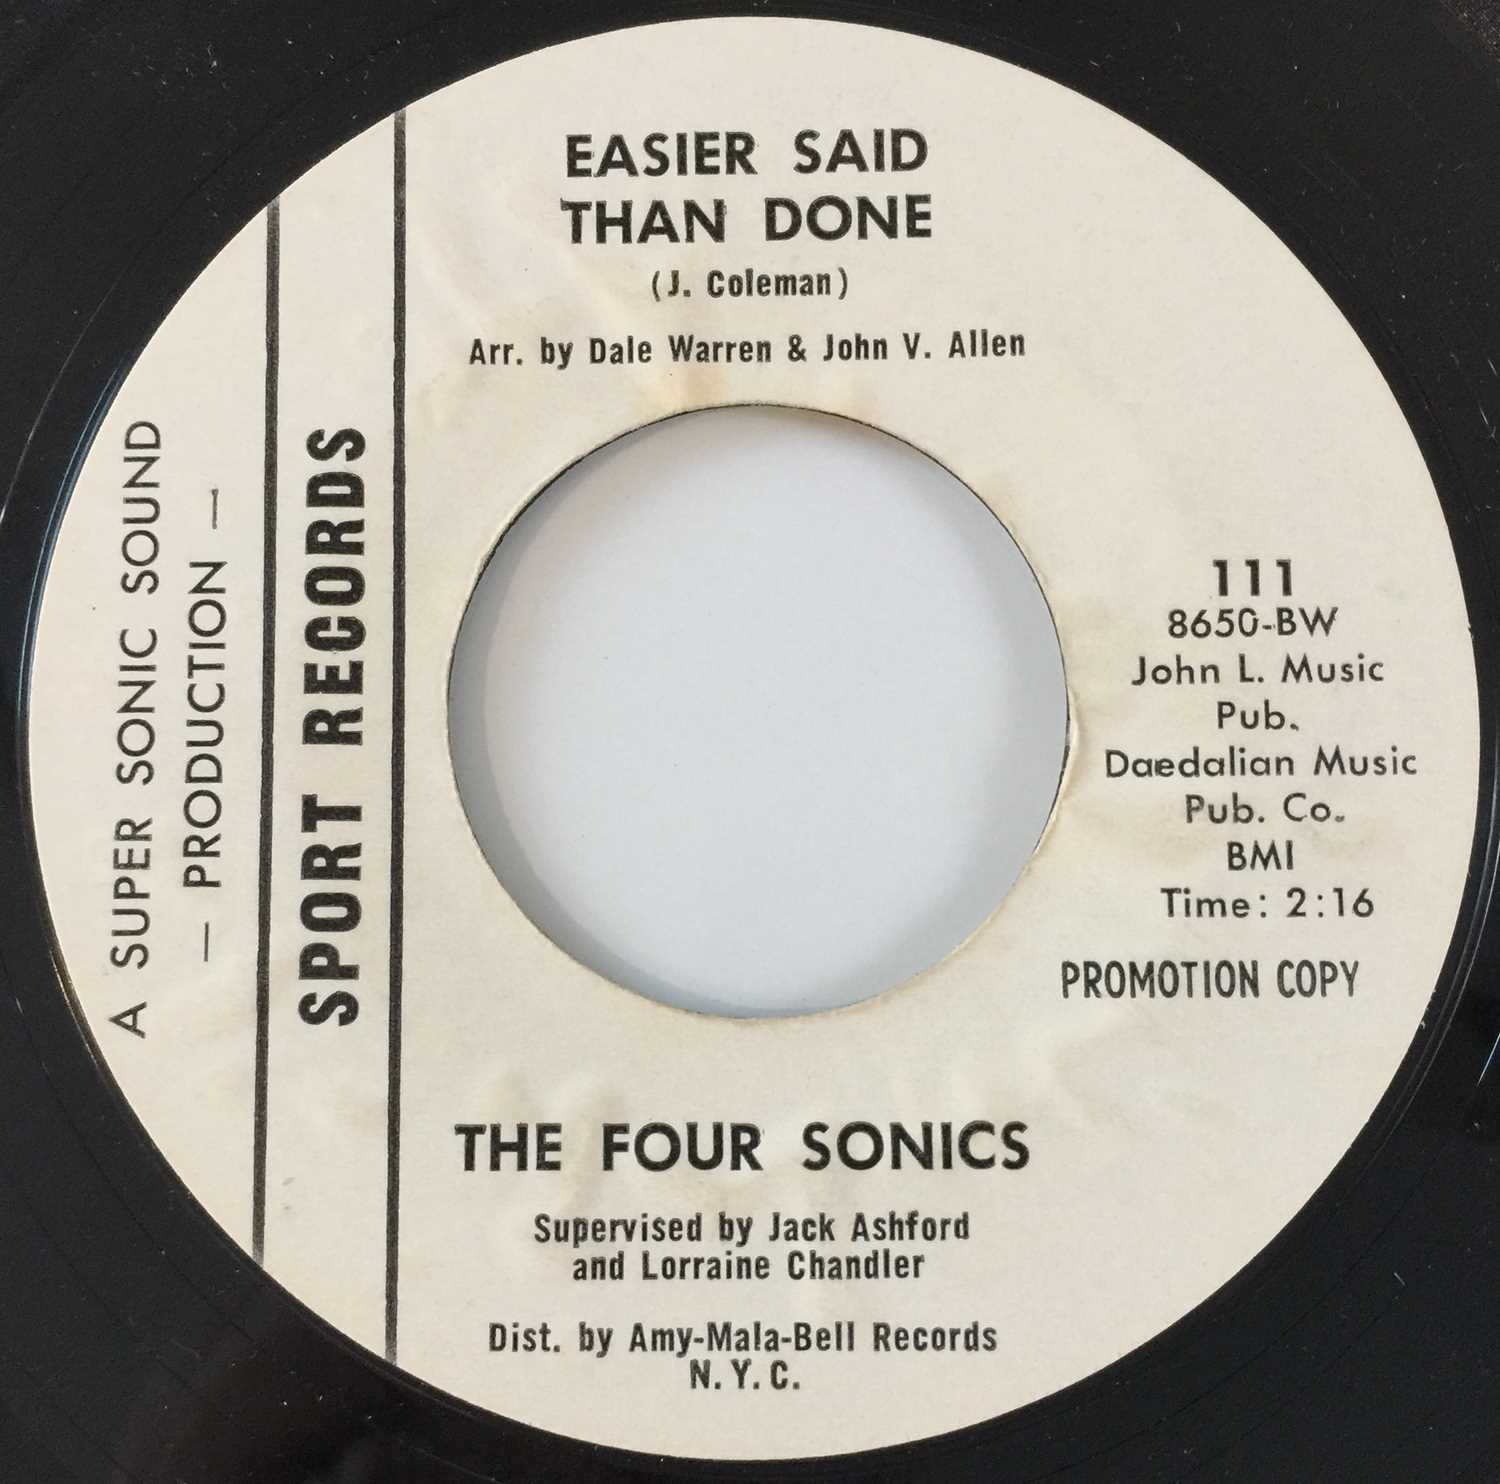 EASIER SAID
THAN DONE
(J. Coleman)
Arr. by Dale Warren & John V. Allen
A SUPER SONIC SOUND
— PRODUCTION —
SPORT RECORDS
111
8650-BW
John L. Music
Pub.
Daedalian Music
Pub. Co.
BMI
Time: 2:16
PROMOTION COPY
THE FOUR SONICS
Supervised by Jack Ashford
and Lorraine Chandler
Dist. by Amy-Mala-Bell Records
N.Y.C.